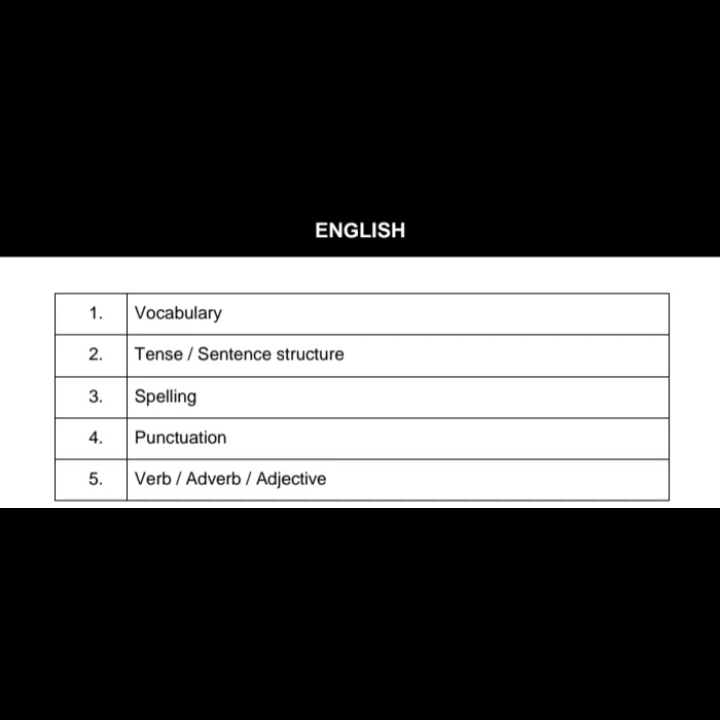 ENGLISH
1. Vocabulary
2. Tense / Sentence structure
3. Spelling
4. Punctuation
5. Verb / Adverb / Adjective